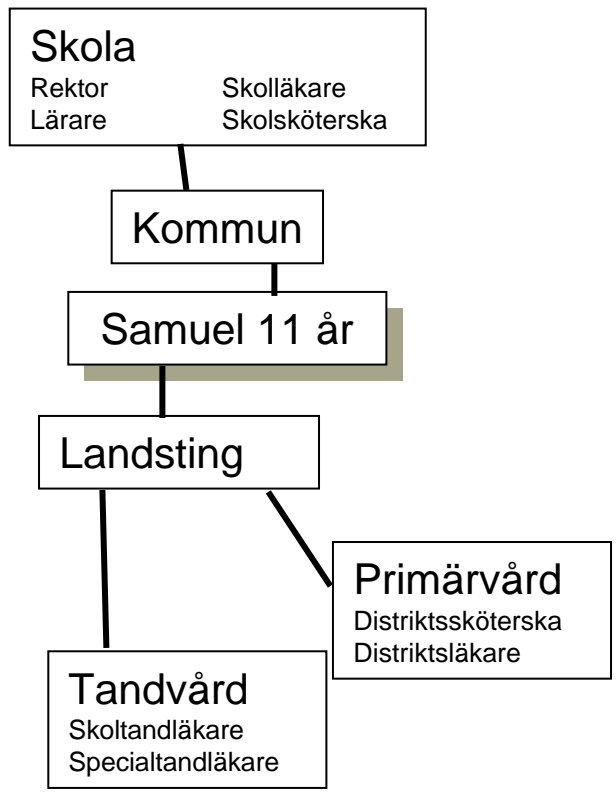 Skola
Rektor Skolläkare
Lärare Skolsköterska
Kommun
Samuel 11 år
Landsting
Primärvård
Distriktssköterska
Distriktsläkare
Tandvård
Skoltandläkare
Specialtandläkare